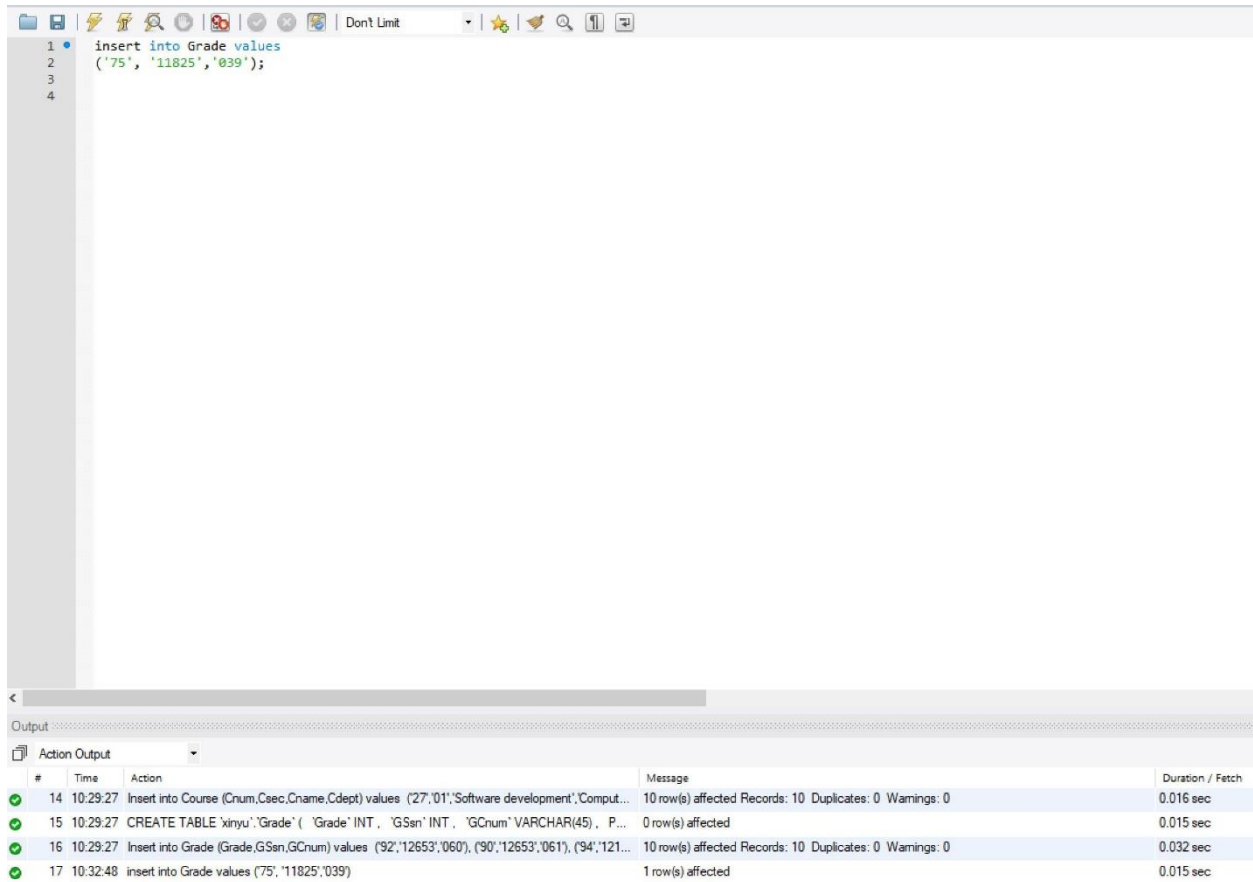 Don't Limit
1 insert into Grade values
2 ('75', '11825','039');
3
4
Output
Action Output
# Time Action Message Duration / Fetch
14 10:29:27 Insert into Course (Cnum,Csec,Cname,Cdept) values ('27','01','Software development','Comput... 10 row(s) affected Records: 10 Duplicates: 0 Warnings: 0 0.016 sec
15 10:29:27 CREATE TABLE `xinyu`.`Grade` ( `Grade` INT , `GSsn` INT , `GCnum` VARCHAR(45) , P... 0 row(s) affected 0.015 sec
16 10:29:27 Insert into Grade (Grade,GSsn,GCnum) values ('92','12653','060'), ('90','12653','061'), ('94','121... 10 row(s) affected Records: 10 Duplicates: 0 Warnings: 0 0.032 sec
17 10:32:48 insert into Grade values ('75', '11825','039') 1 row(s) affected 0.015 sec